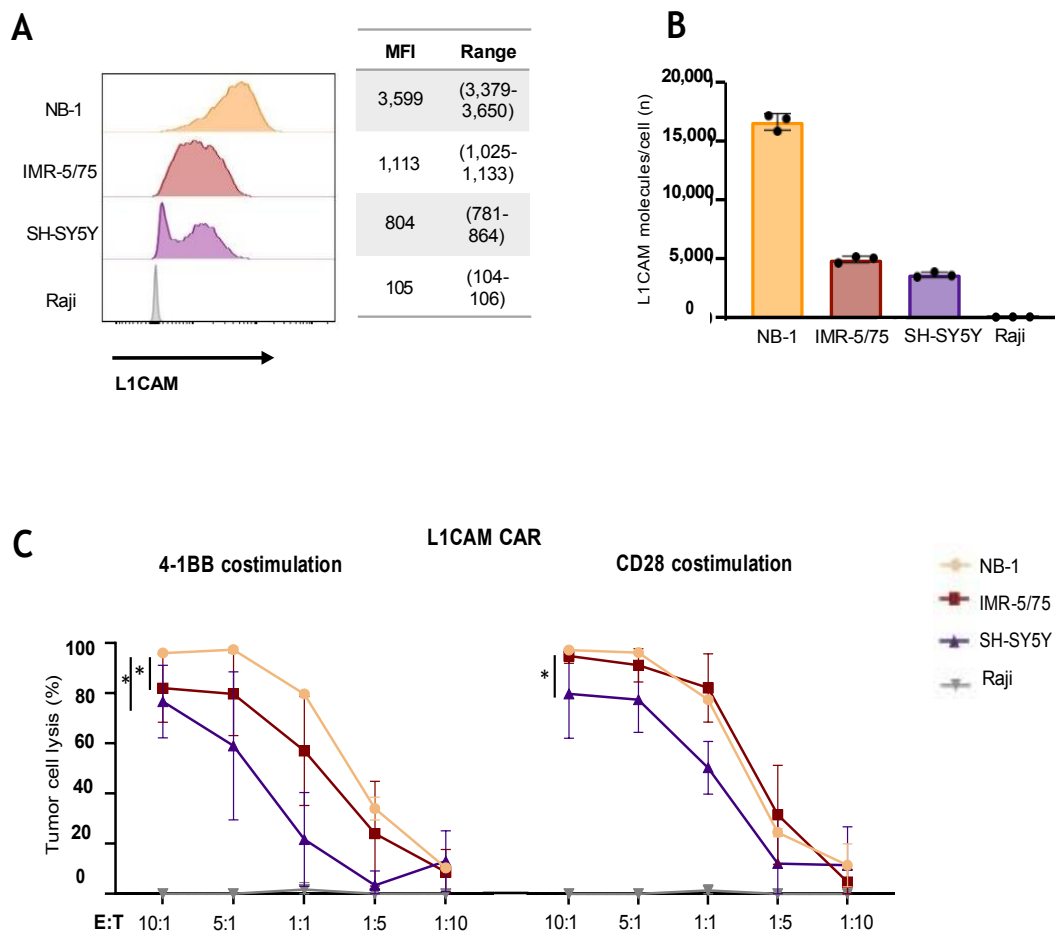 A
MFI Range
NB-1 3,599 (3,379-
3,650)
IMR-5/75 1,113 (1,025-
1,133)
SH-SY5Y 804 (781-
864)
Raji 105 (104-
106)
L1CAM
B
L1CAM molecules/cell (n)
20,000
15,000
10,000
5,000
0
NB-1 IMR-5/75 SH-SY5Y Raji
C
L1CAM CAR
4-1BB costimulation CD28 costimulation
NB-1
IMR-5/75
SH-SY5Y
Raji
Tumor cell lysis (%)
100
80
60
40
20
0
*
*
*
E:T 10:1 5:1 1:1 1:5 1:10 10:1 5:1 1:1 1:5 1:10